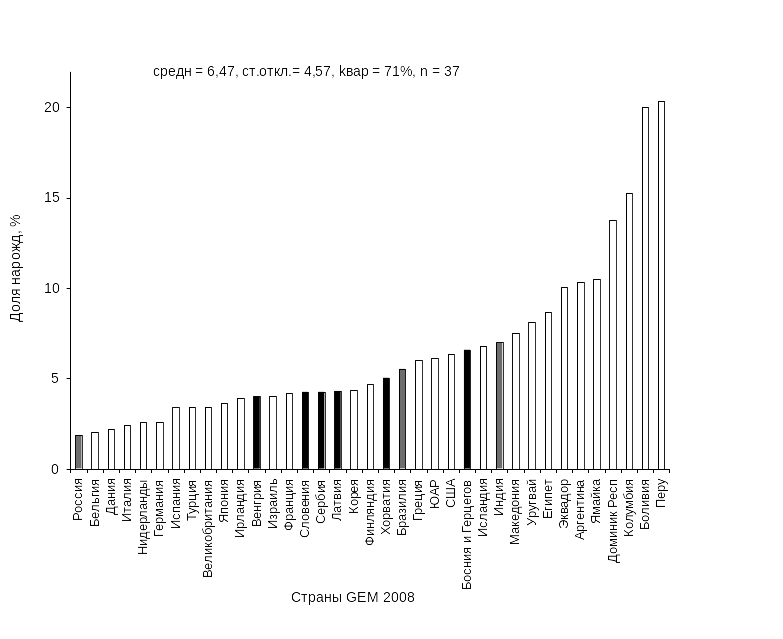 средн = 6,47, ст.откл.= 4,57, kвар = 71%, n = 37
Доля нарожд, %
20
15
10
5
0
Россия
Бельгия
Дания
Италия
Нидерланды
Германия
Испания
Турция
Великобритания
Япония
Ирландия
Венгрия
Израиль
Франция
Словения
Сербия
Латвия
Корея
Финляндия
Хорватия
Бразилия
Греция
ЮАР
США
Босния и Герцегов
Исландия
Индия
Македония
Уругвай
Египет
Эквадор
Аргентина
Ямайка
Доминик Респ
Колумбия
Боливия
Перу
Страны GEM 2008